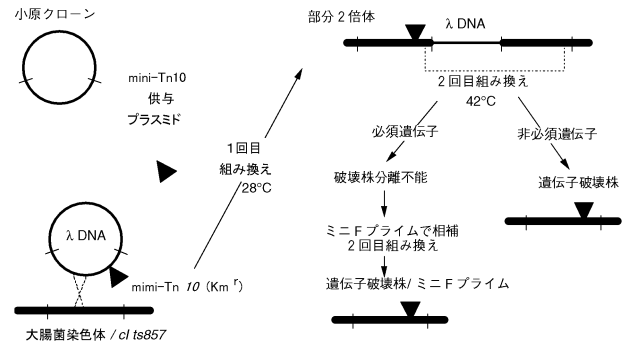 小原クローン
mini-Tn10
供与
プラスミド
λ DNA
mimi-Tn 10 (Km r)
大腸菌染色体 / cI ts857
1回目
組み換え
28°C
部分2倍体
λ DNA
2回目組み換え
42°C
必須遺伝子
破壊株分離不能
ミニFプライムで相補
2回目組み換え
遺伝子破壊株/ ミニFプライム
非必須遺伝子
遺伝子破壊株